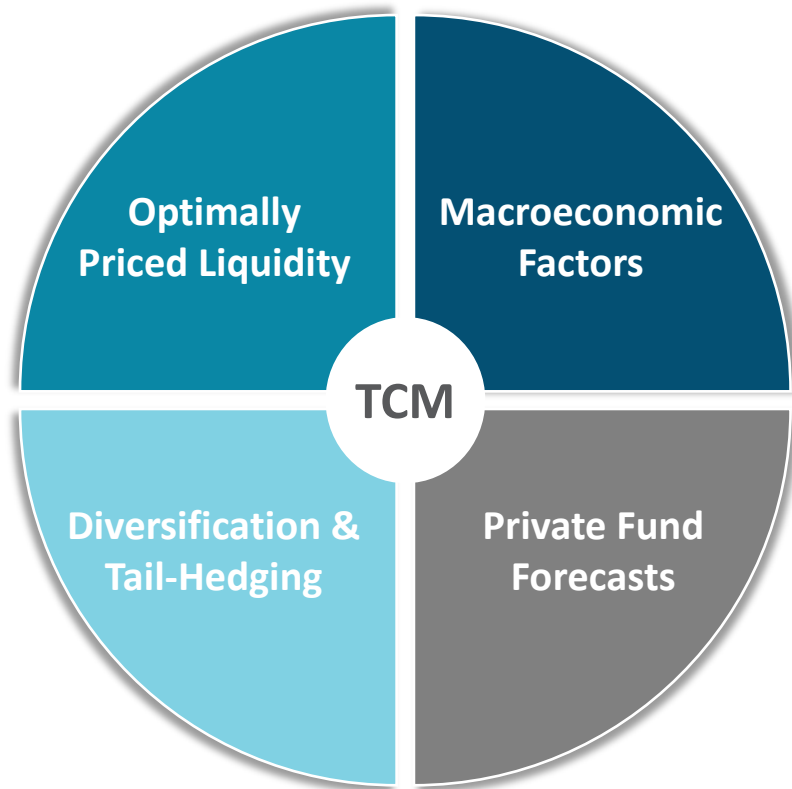 Optimally
Priced Liquidity
Macroeconomic
Factors
TCM
Diversification &
Tail-Hedging
Private Fund
Forecasts